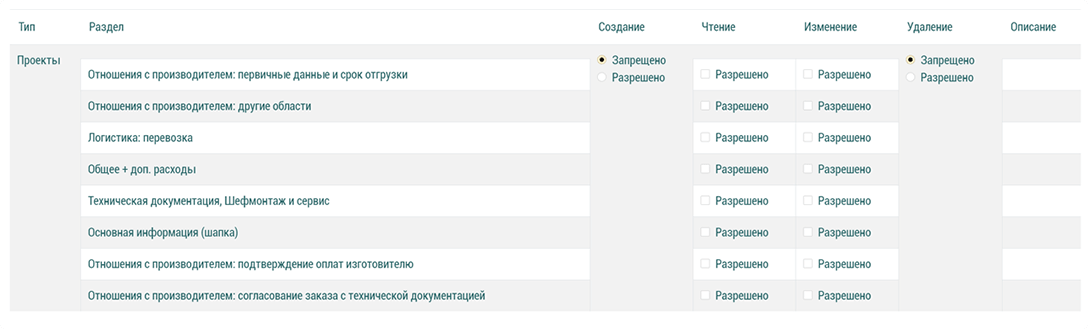 Тип Раздел Создание Чтение Изменение Удаление Описание
Проекты Запрещено Запрещено
Отношения с производителем: первичные данные и срок отгрузки Разрешено Разрешено Разрешено Разрешено
Отношения с производителем: другие области Разрешено Разрешено
Логистика: перевозка Разрешено Разрешено
Общее + доп. расходы Разрешено Разрешено
Техническая документация, Шефмонтаж и сервис Разрешено Разрешено
Основная информация (шапка) Разрешено Разрешено
Отношения с производителем: подтверждение оплат изготовителю Разрешено Разрешено
Отношения с производителем: согласование заказа с технической документацией Разрешено Разрешено